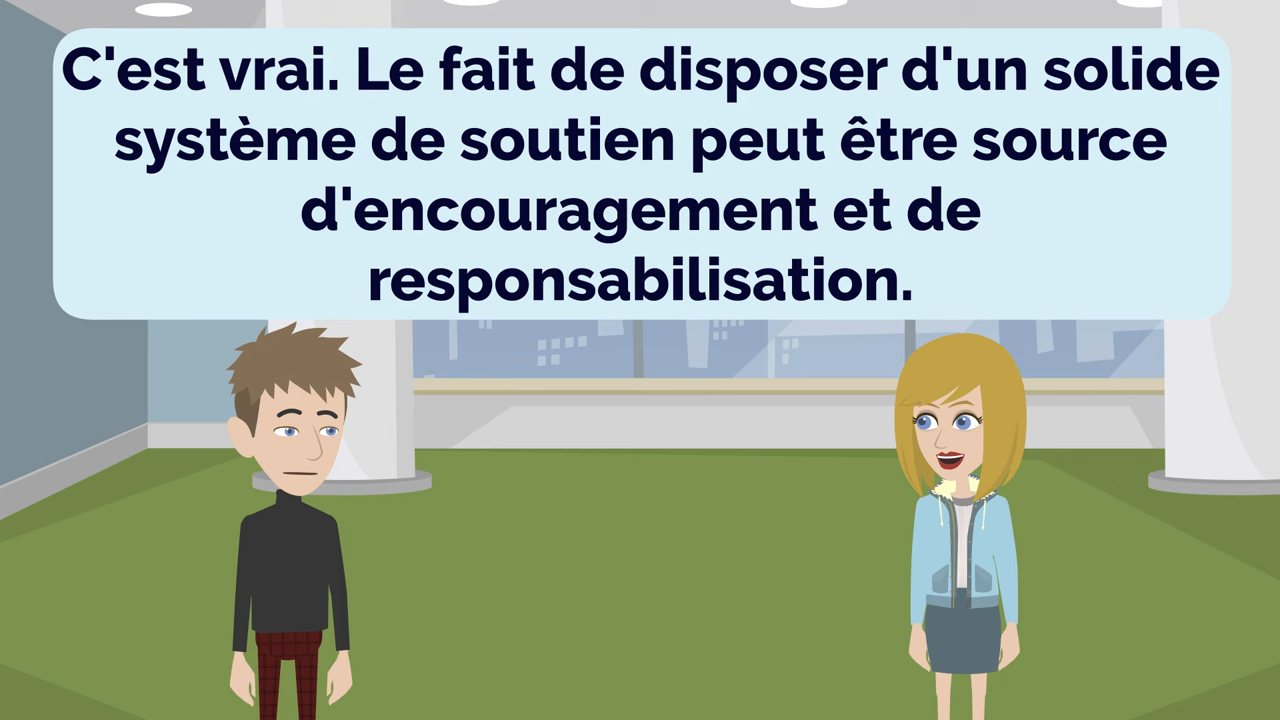 C'est vrai. Le fait de disposer d'un solide
système de soutien peut être source
d'encouragement et de
responsabilisation.